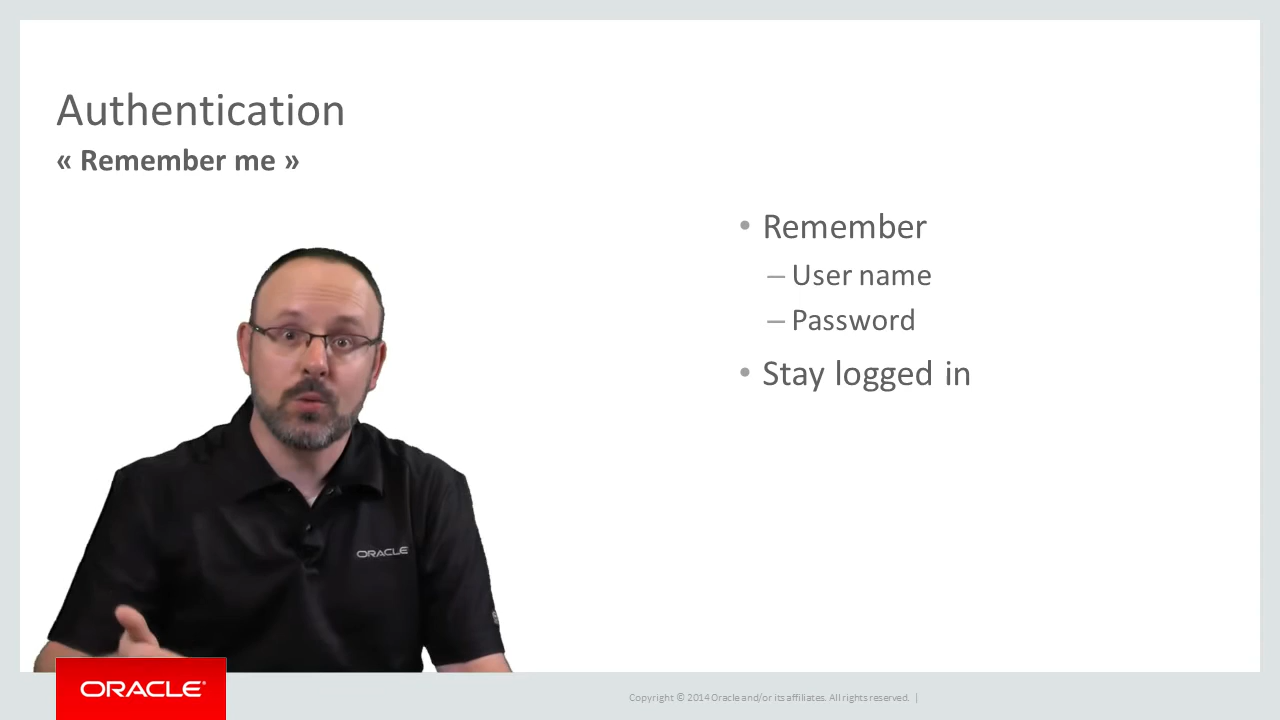 Authentication
« Remember me »
• Remember
– User name
– Password
• Stay logged in
ORACLE
ORACLE®
Copyright © 2014 Oracle and/or its affiliates. All rights reserved. |